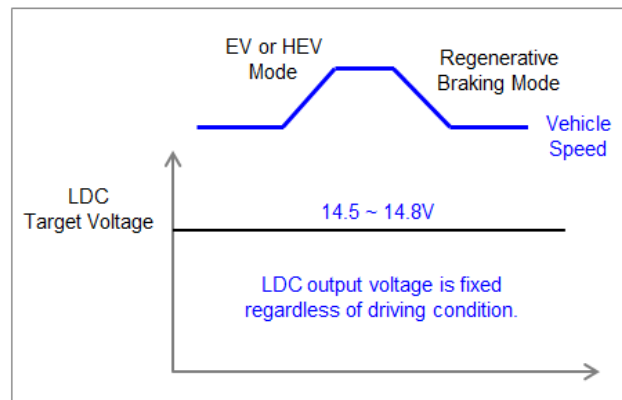 EV or HEV
Mode
Regenerative
Braking Mode
Vehicle
Speed
LDC
Target Voltage
14.5 ~ 14.8V
LDC output voltage is fixed
regardless of driving condition.